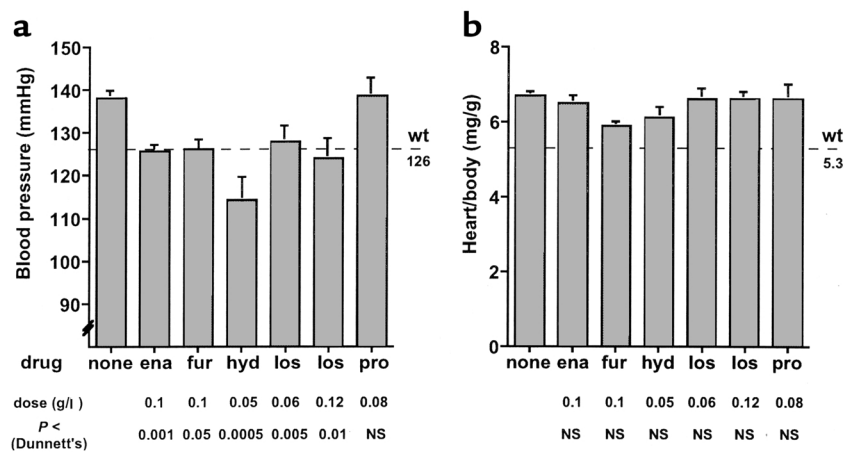 a
b
150
140
130
120
110
100
90
Blood pressure (mmHg)
wt
126
drug none ena fur hyd los los pro
dose (g/l) 0.1 0.1 0.05 0.06 0.12 0.08
P < (Dunnett's) 0.001 0.05 0.0005 0.005 0.01 NS
8
6
4
2
0
Heart/body (mg/g)
wt
5.3
none ena fur hyd los los pro
0.1 0.1 0.05 0.06 0.12 0.08
NS NS NS NS NS NS